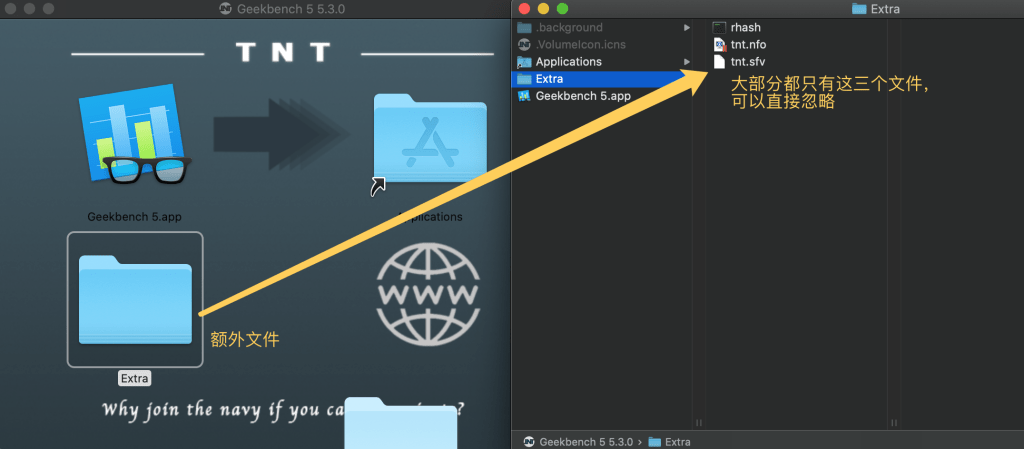 Geekbench 5 5.3.0
TNT
Geekbench 5.app
Applications
额外文件
WWW
Extra
Why join the navy if you ca
Extra
.background
.VolumeIcon.icns
Applications
Extra
Geekbench 5.app
rhash
tnt.nfo
tnt.sfv
大部分都只有这三个文件，
可以直接忽略
Geekbench 5 5.3.0 › Extra